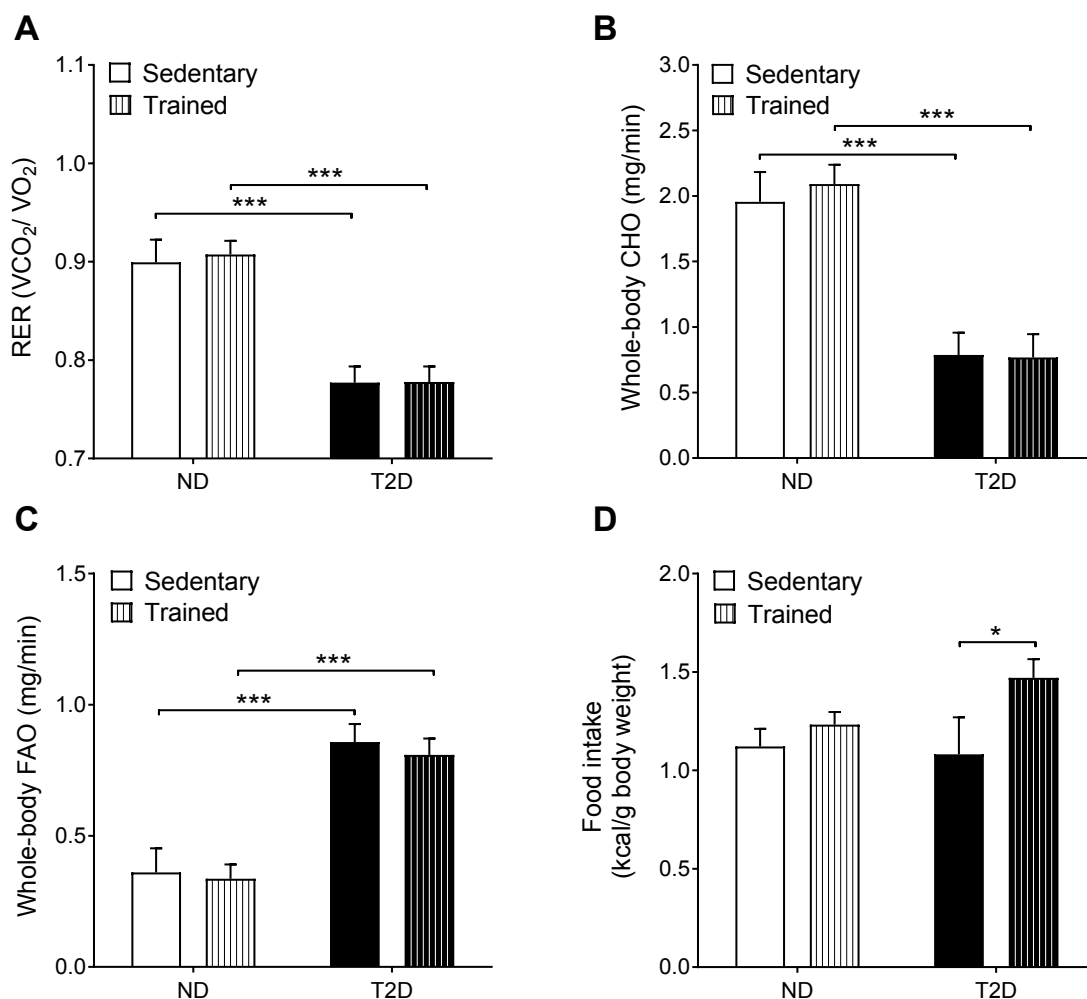 A
RER (VCO2/ VO2)
1.1
1.0
0.9
0.8
0.7
Sedentary
Trained
***
***
ND
T2D
B
Whole-body CHO (mg/min)
3.0
2.5
2.0
1.5
1.0
0.5
0.0
Sedentary
Trained
***
***
ND
T2D
C
Whole-body FAO (mg/min)
1.5
1.0
0.5
0.0
Sedentary
Trained
***
***
ND
T2D
D
Food intake
(kcal/g body weight)
2.0
1.5
1.0
0.5
0.0
Sedentary
Trained
*
ND
T2D